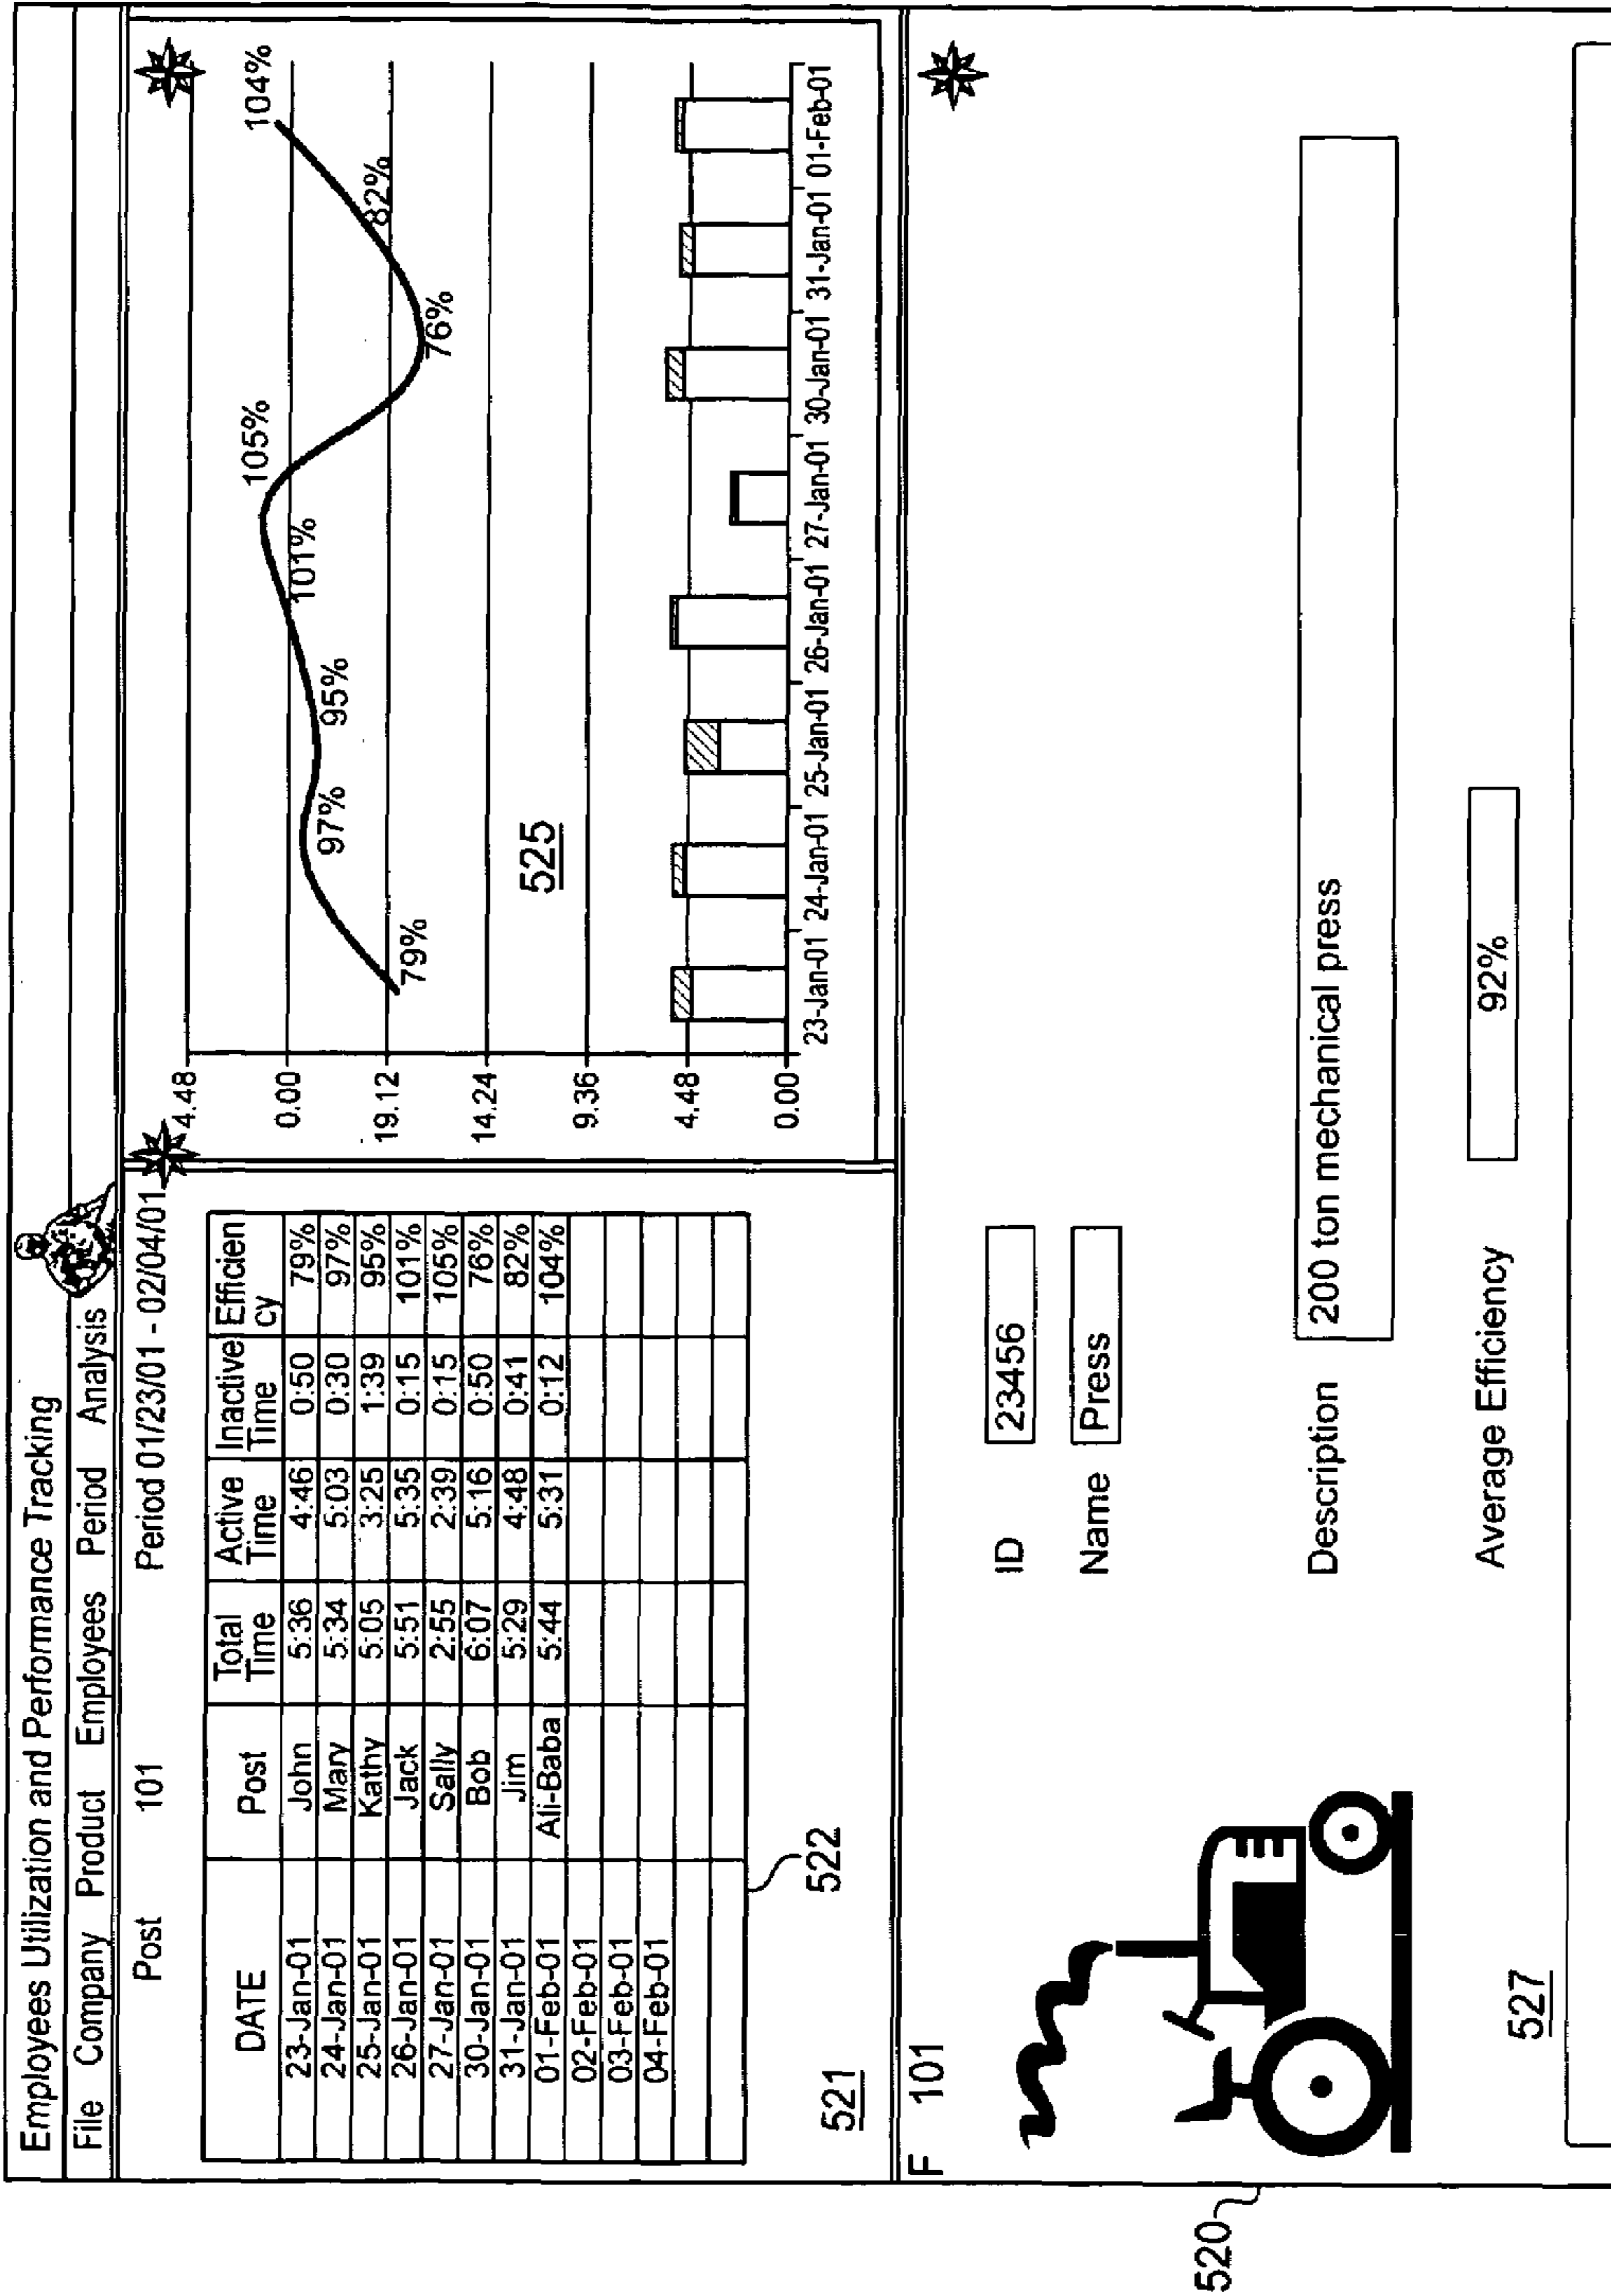 Employees Utilization and Performance Tracking
File Company Product Employees Period Analysis
Post 101 Period 01/23/01 - 02/04/01
DATE Post Total Time Active Time Inactive Time Efficien cy
23-Jan-01 John 5:36 4:46 0:50 79%
24-Jan-01 Mary 5:34 5:03 0:30 97%
25-Jan-01 Kathy 5:05 3:25 1:39 95%
26-Jan-01 Jack 5:51 5:35 0:15 101%
27-Jan-01 Sally 2:55 2:39 0:15 105%
30-Jan-01 Bob 6:07 5:16 0:50 76%
31-Jan-01 Jim 5:29 4:48 0:41 82%
01-Feb-01 Ali-Baba 5:44 5:31 0:12 104%
02-Feb-01
03-Feb-01
04-Feb-01
522
521
4.48
0.00
19.12
14.24
9.36
4.48
0.00
79% 97% 95% 101% 105% 76% 82% 104%
525
23-Jan-01 24-Jan-01 25-Jan-01 26-Jan-01 27-Jan-01 30-Jan-01 31-Jan-01 01-Feb-01
F 101
ID 23456
Name Press
Description 200 ton mechanical press
Average Efficiency 92%
527
520